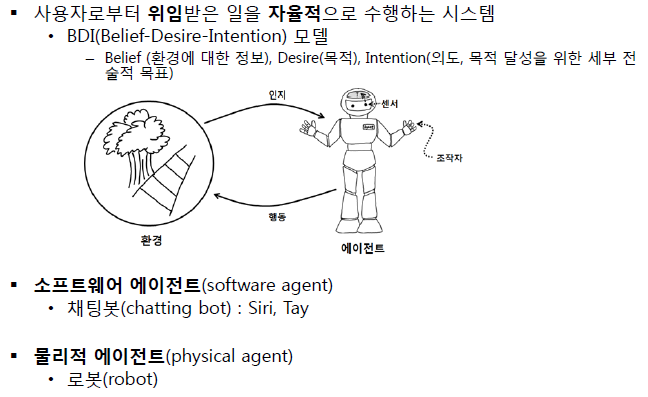 ▪ 사용자로부터 위임받은 일을 자율적으로 수행하는 시스템
• BDI(Belief-Desire-Intention) 모델
– Belief (환경에 대한 정보), Desire(목적), Intention(의도, 목적 달성을 위한 세부 전
술적 목표)
인지
센서
조작자
행동
환경
에이전트
▪ 소프트웨어 에이전트(software agent)
• 채팅봇(chatting bot) : Siri, Tay
▪ 물리적 에이전트(physical agent)
• 로봇(robot)